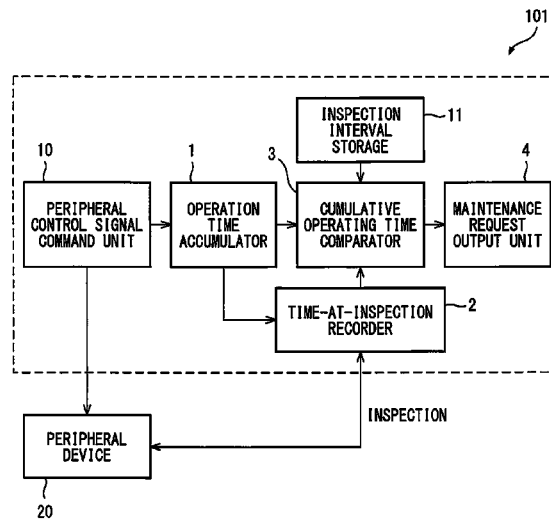 101
INSPECTION
INTERVAL
STORAGE
11
10
1
3
4
PERIPHERAL
CONTROL SIGNAL
COMMAND UNIT
OPERATION
TIME
ACCUMULATOR
CUMULATIVE
OPERATING TIME
COMPARATOR
MAINTENANCE
REQUEST
OUTPUT UNIT
TIME-AT-INSPECTION
RECORDER
2
INSPECTION
PERIPHERAL
DEVICE
20